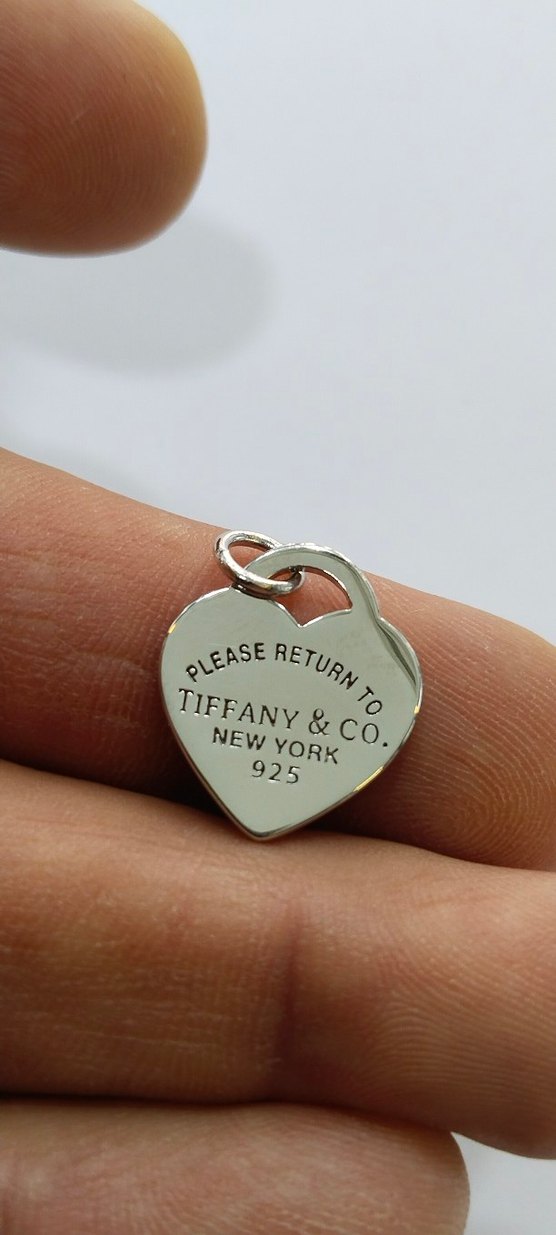 PLEASE RETURN TO
TIFFANY & CO.
NEW YORK
925